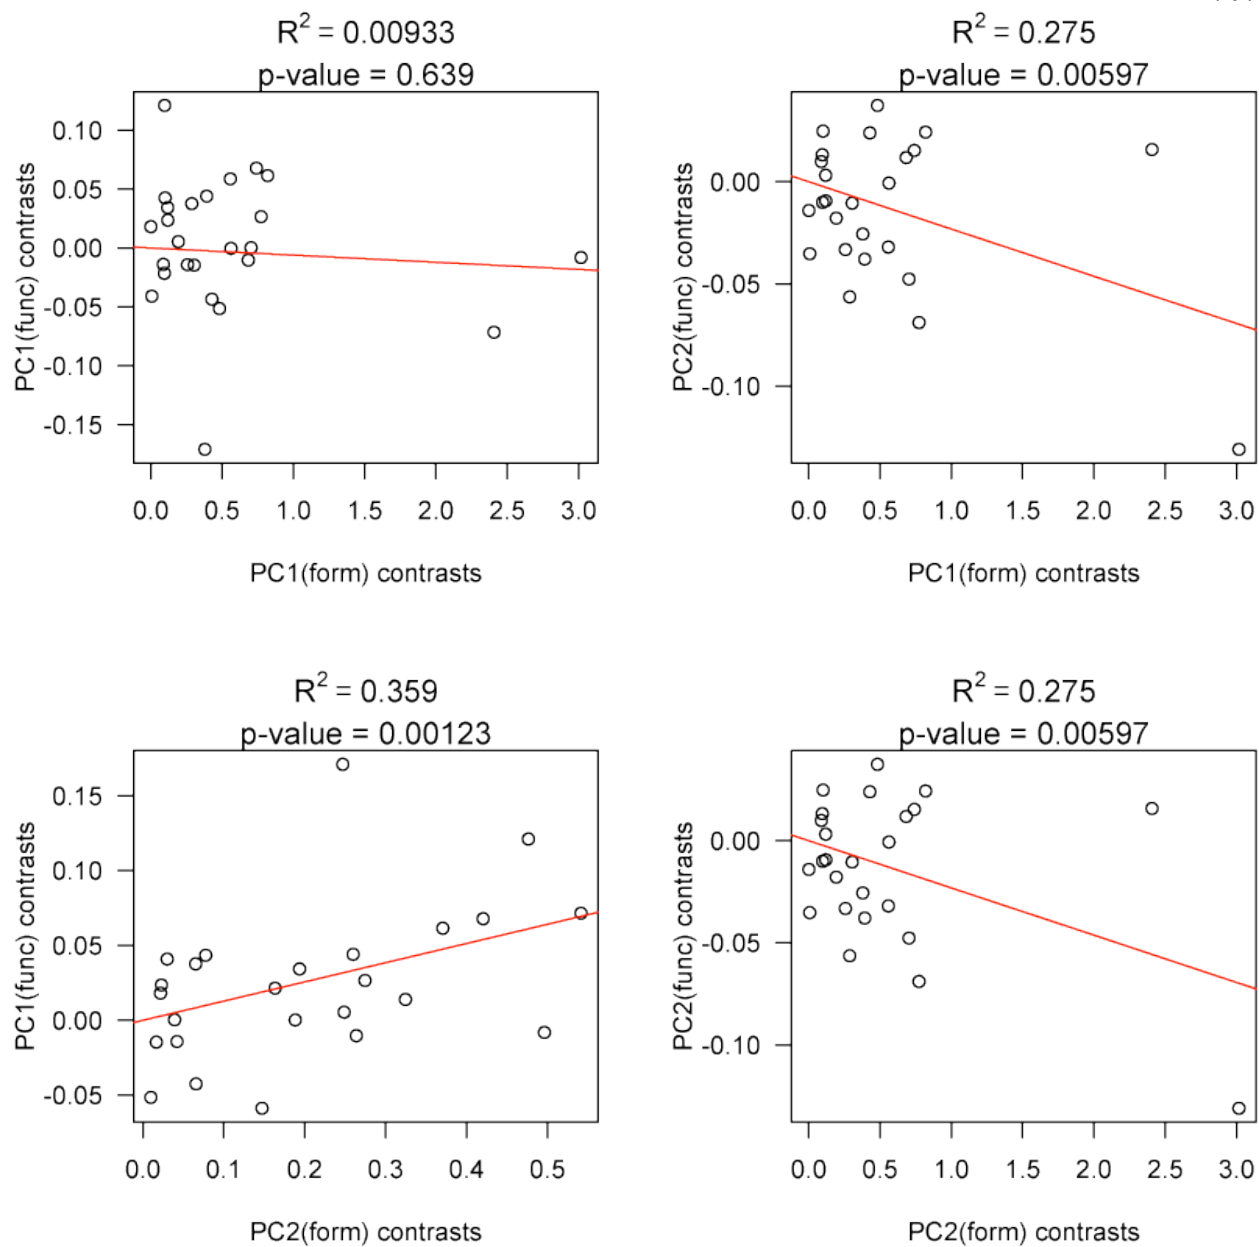 R² = 0.00933
p-value = 0.639
0.10
0.05
0.00
-0.05
-0.10
-0.15
PC1(func) contrasts
0.0 0.5 1.0 1.5 2.0 2.5 3.0
PC1(form) contrasts
R² = 0.275
p-value = 0.00597
0.00
-0.05
-0.10
PC2(func) contrasts
0.0 0.5 1.0 1.5 2.0 2.5 3.0
PC1(form) contrasts
R² = 0.359
p-value = 0.00123
0.15
0.10
0.05
0.00
-0.05
PC1(func) contrasts
0.0 0.1 0.2 0.3 0.4 0.5
PC2(form) contrasts
R² = 0.275
p-value = 0.00597
0.00
-0.05
-0.10
PC2(func) contrasts
0.0 0.5 1.0 1.5 2.0 2.5 3.0
PC2(form) contrasts